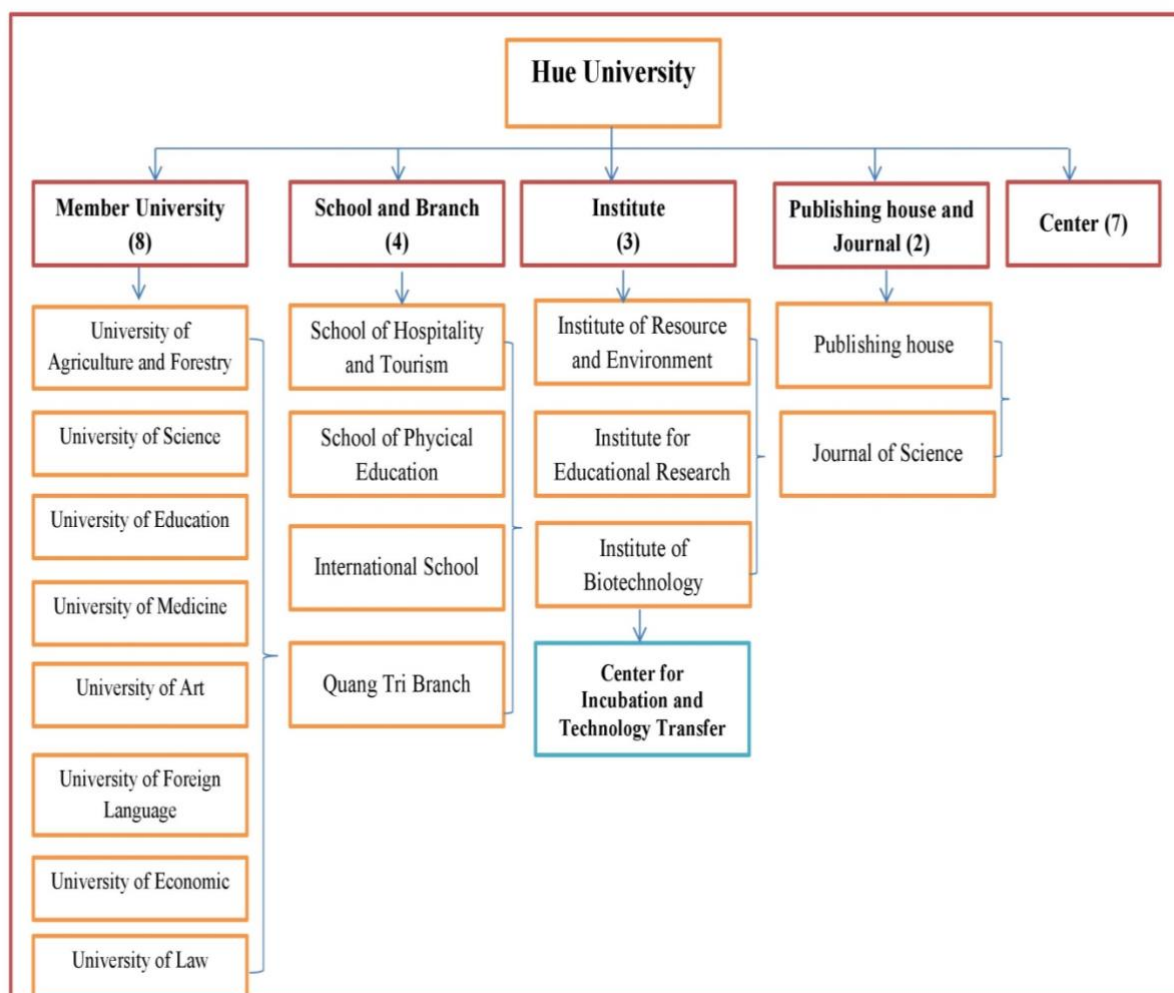 Hue University
Member University
(8)
School and Branch
(4)
Institute
(3)
Publishing house and
Journal (2)
Center (7)
University of
Agriculture and Forestry
University of Science
University of Education
University of Medicine
University of Art
University of Foreign
Language
University of Economic
University of Law
School of Hospitality
and Tourism
School of Phycical
Education
International School
Quang Tri Branch
Institute of Resource
and Environment
Institute for
Educational Research
Institute of
Biotechnology
Center for
Incubation and
Technology Transfer
Publishing house
Journal of Science